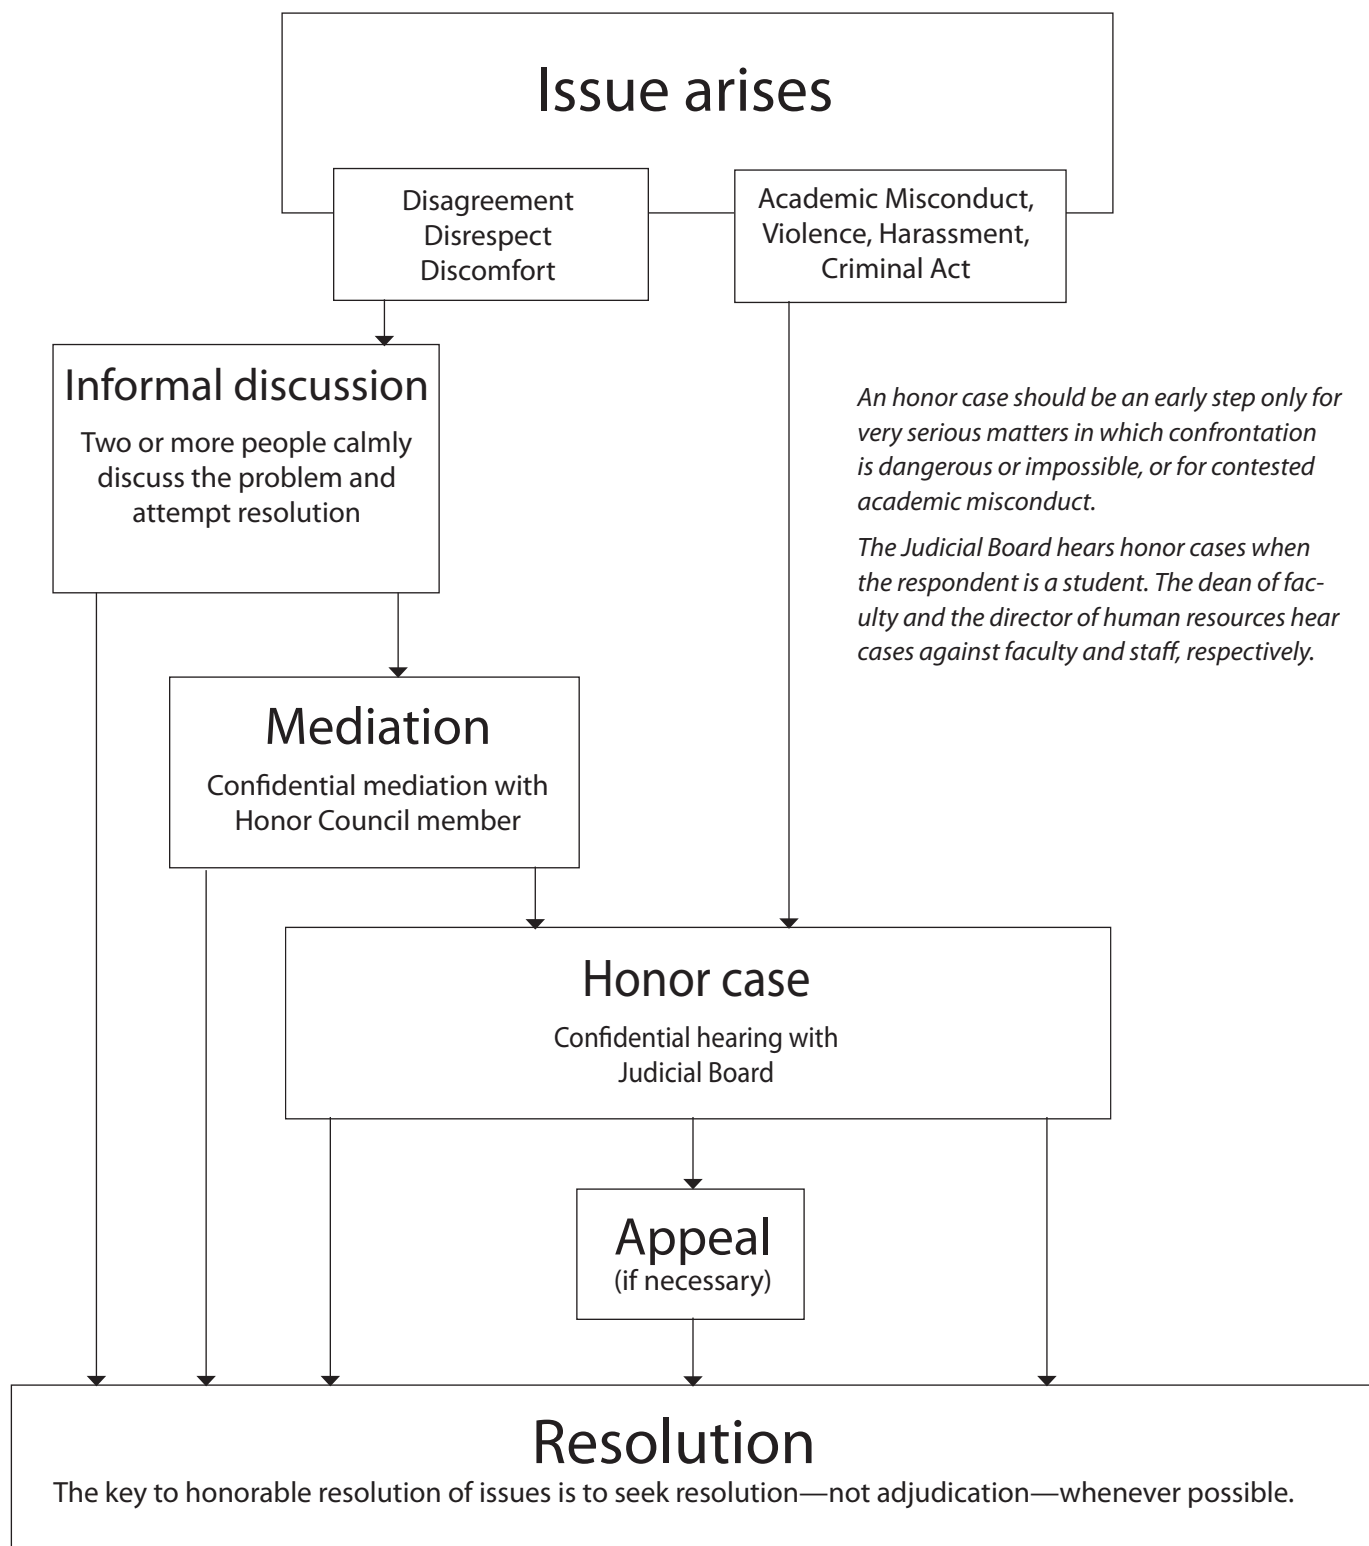 Issue arises
Disagreement
Disrespect
Discomfort
Academic Misconduct,
Violence, Harassment,
Criminal Act
Informal discussion
Two or more people calmly
discuss the problem and
attempt resolution
An honor case should be an early step only for
very serious matters in which confrontation
is dangerous or impossible, or for contested
academic misconduct.
The Judicial Board hears honor cases when
the respondent is a student. The dean of fac-
ulty and the director of human resources hear
cases against faculty and staff, respectively.
Mediation
Confidential mediation with
Honor Council member
Honor case
Confidential hearing with
Judicial Board
Appeal
(if necessary)
Resolution
The key to honorable resolution of issues is to seek resolution—not adjudication—whenever possible.